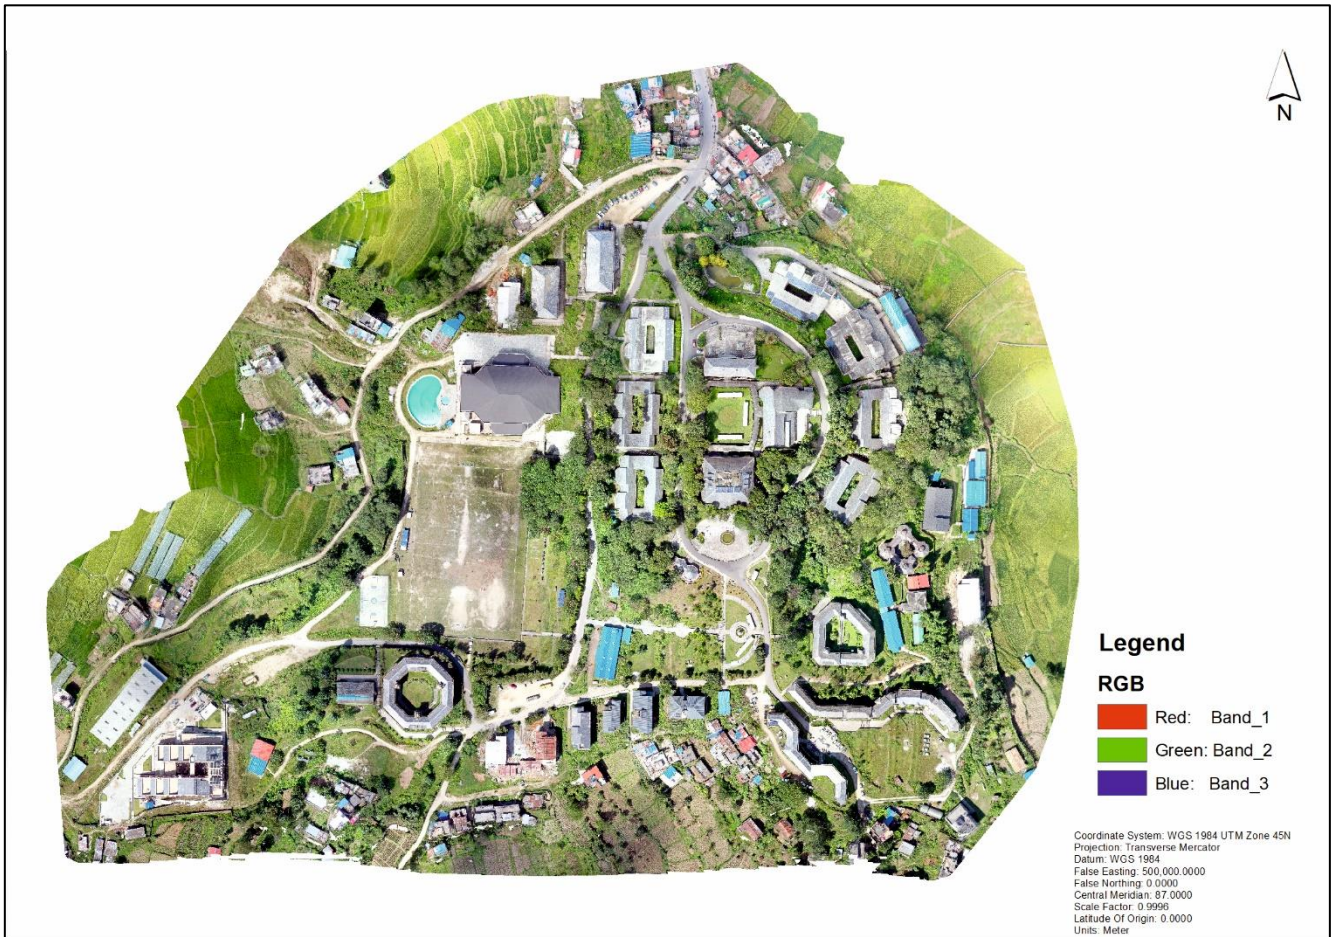 N
Legend
RGB
Red: Band_1
Green: Band_2
Blue: Band_3
Coordinate System: WGS 1984 UTM Zone 45N
Projection: Transverse Mercator
Datum: WGS 1984
False Easting: 500,000.0000
False Northing: 0.0000
Central Meridian: 87.0000
Scale Factor: 0.9996
Latitude Of Origin: 0.0000
Units: Meter